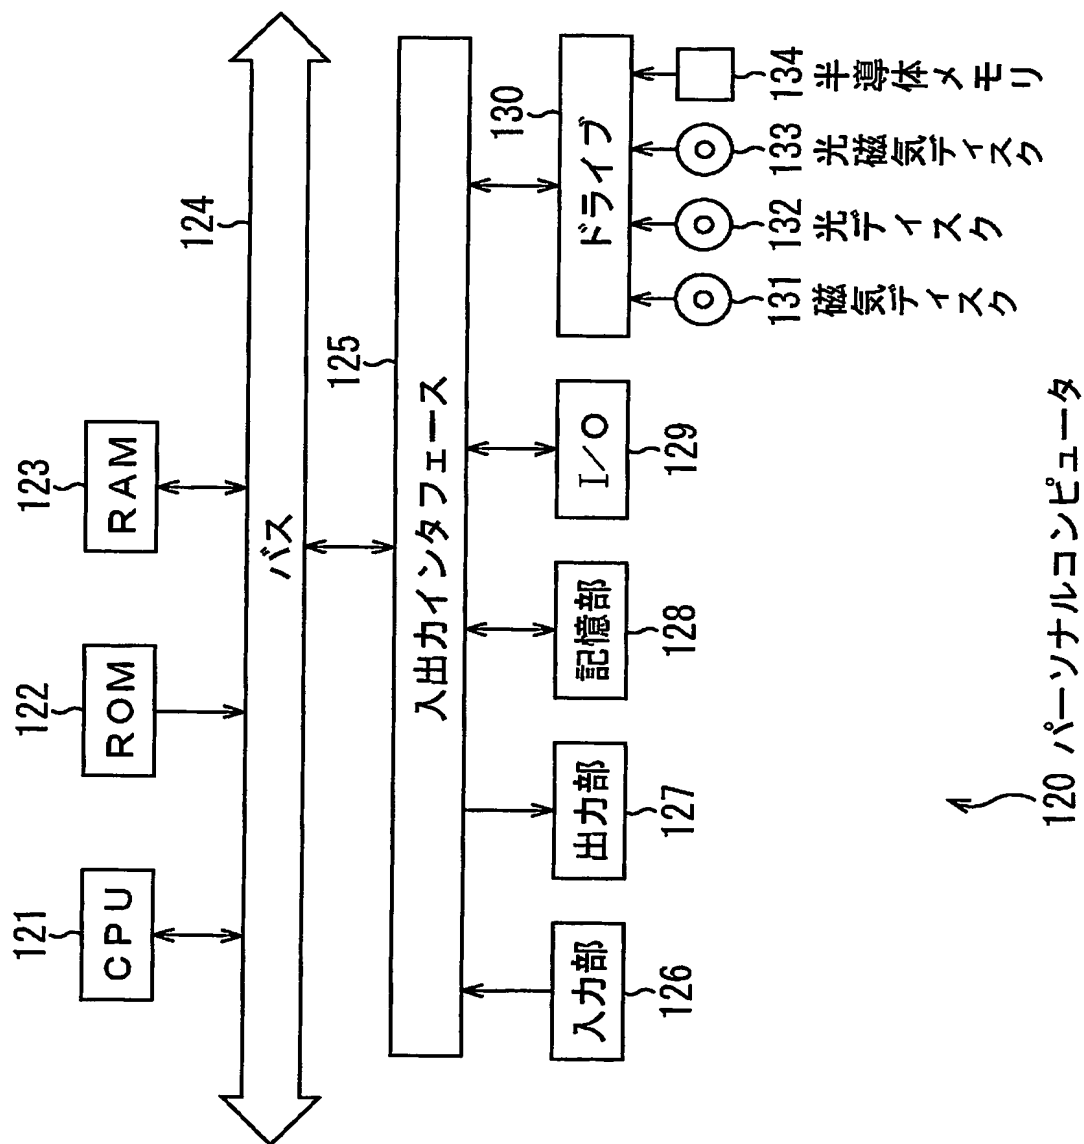 121
CPU
122
ROM
123
RAM
124
バス
125
入出力インタフェース
126
入力部
127
出力部
128
記憶部
129
I/O
130
ドライブ
131
磁気ディスク
132
光ディスク
133
光磁気ディスク
134
半導体メモリ
120 パーソナルコンピュータ